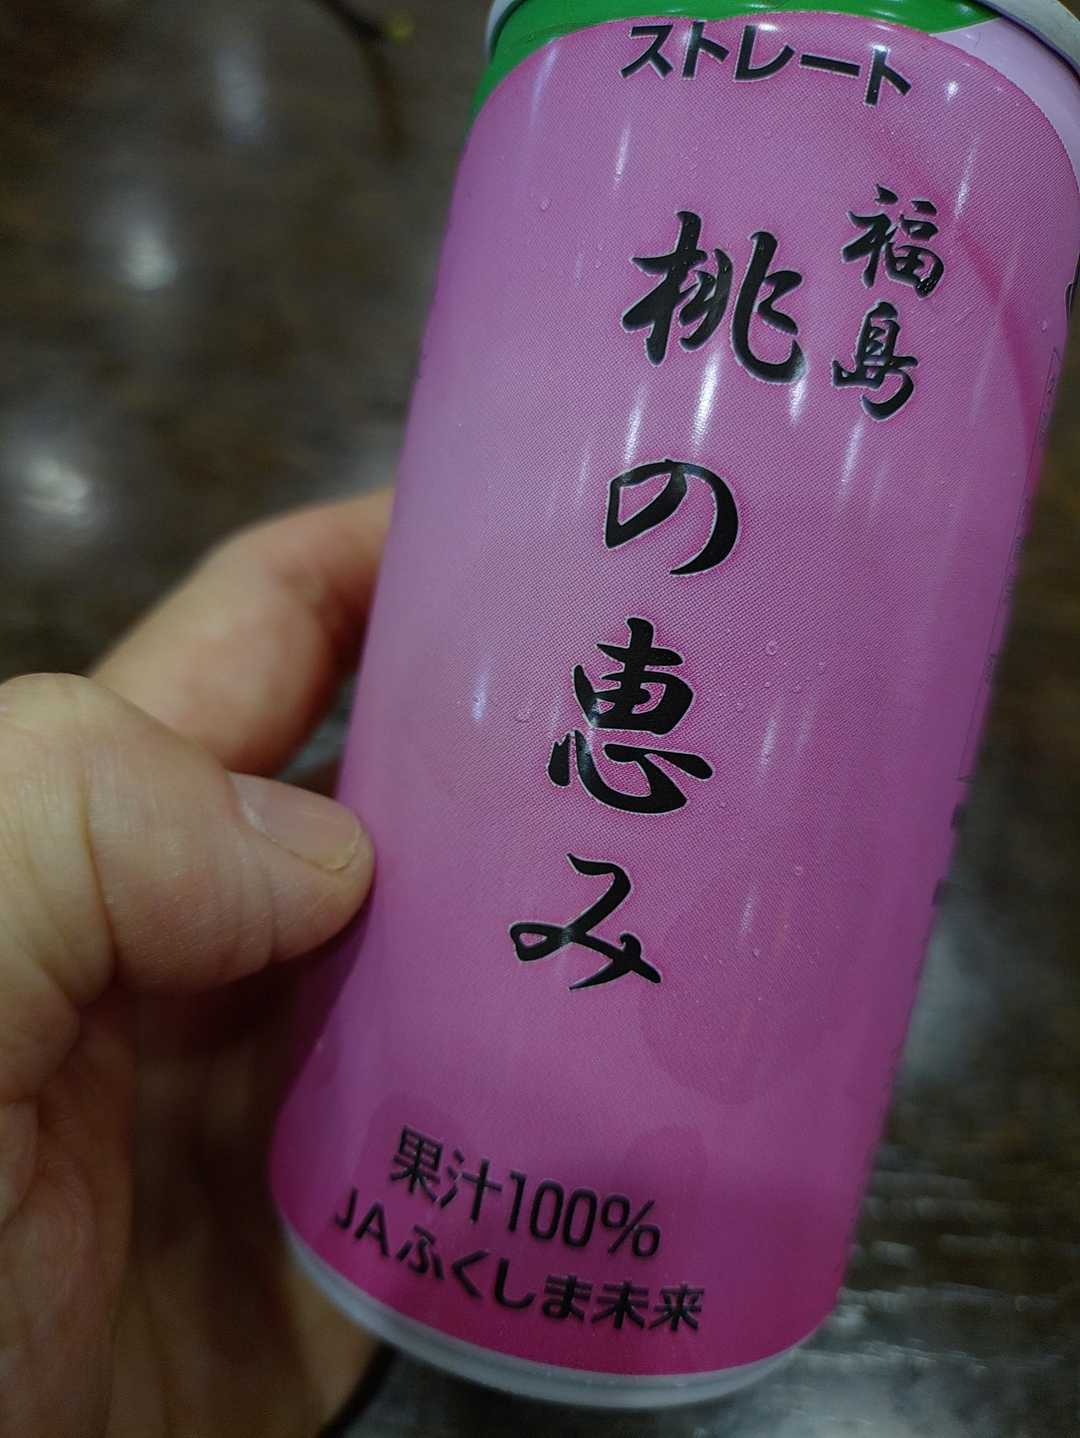 ストレート
福島
桃の恵み
果汁100%
JAふくしま未来